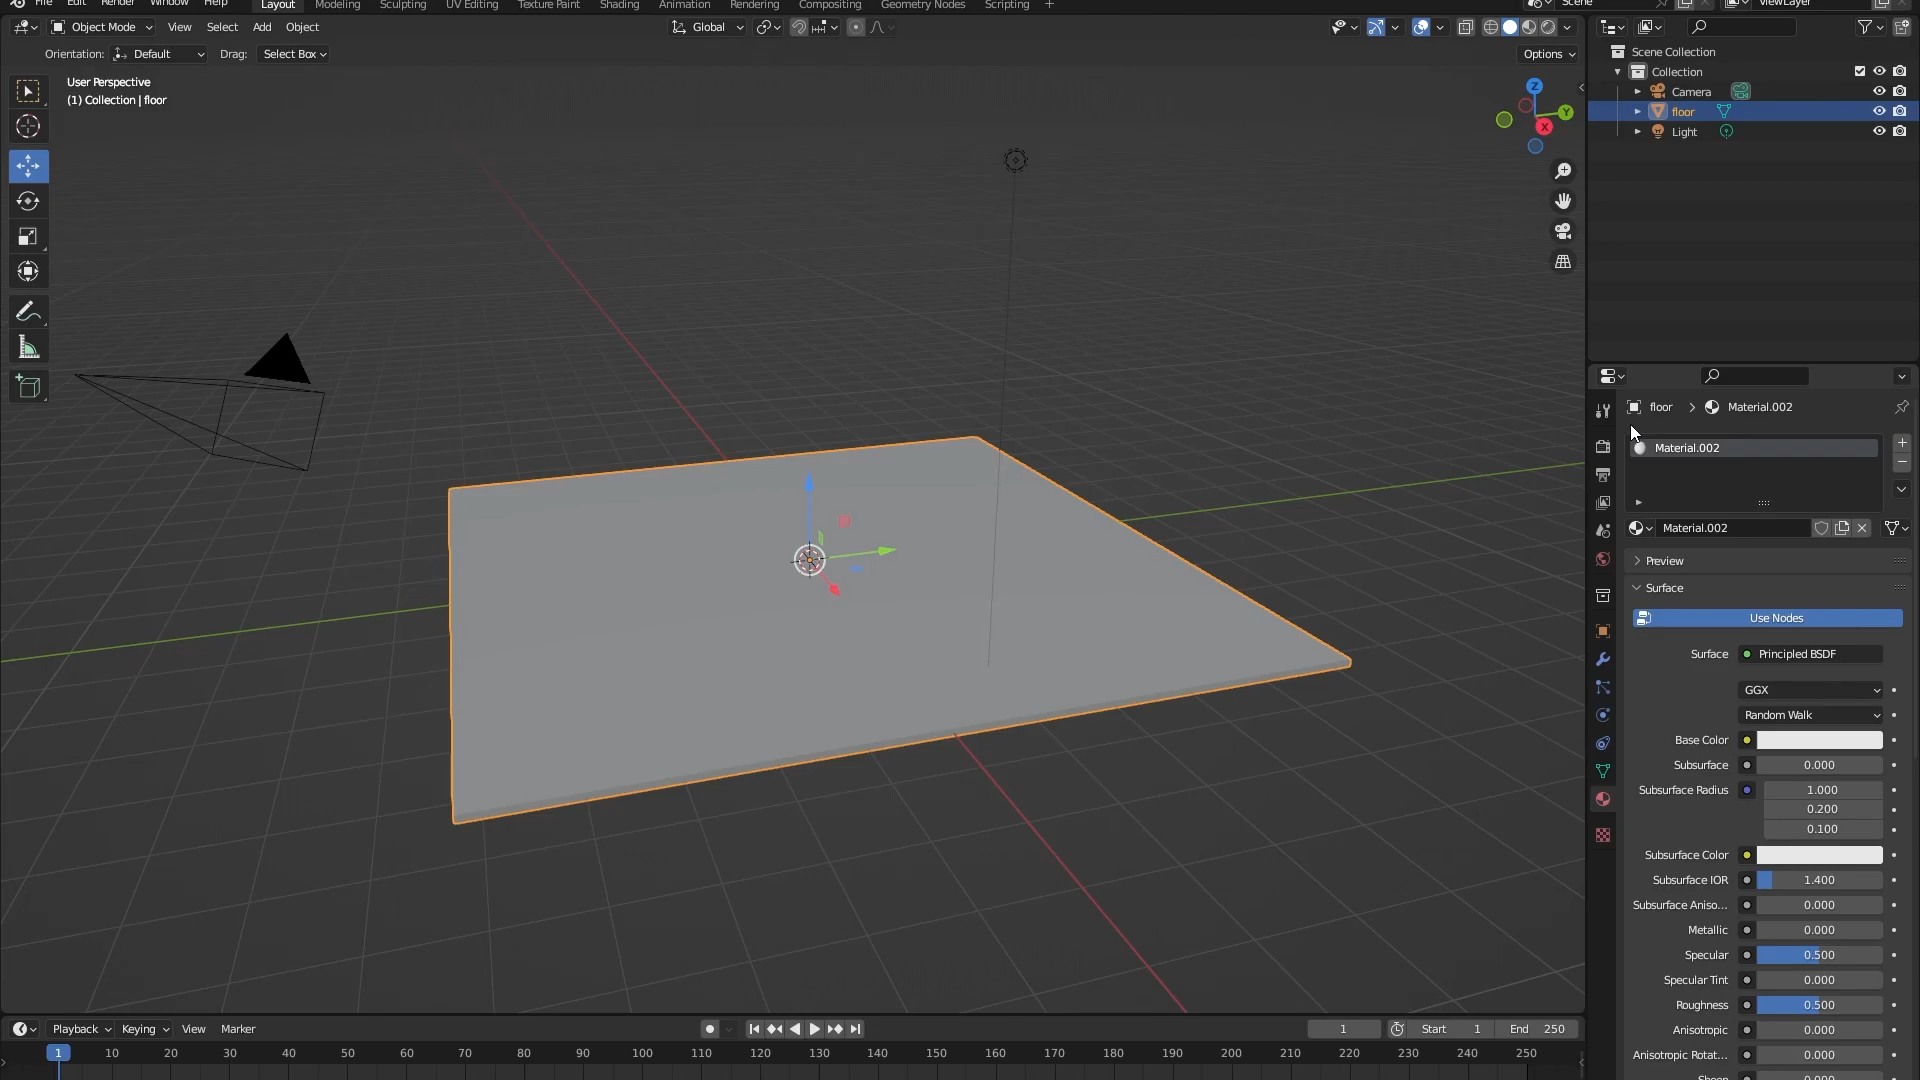 File Edit Render Window Help Layout Modeling Sculpting UV Editing Texture Paint Shading Animation Rendering Compositing Geometry Nodes Scripting + Scene ViewLayer
Object Mode View Select Add Object Global
Orientation: Default Drag: Select Box Options
User Perspective
(1) Collection | floor
Z
Y
X
Scene Collection
Collection
Camera
floor
Light
floor > Material.002
Material.002
Material.002
Preview
Surface
Use Nodes
Surface Principled BSDF
GGX
Random Walk
Base Color
Subsurface 0.000
Subsurface Radius 1.000
0.200
0.100
Subsurface Color
Subsurface IOR 1.400
Subsurface Aniso... 0.000
Metallic 0.000
Specular 0.500
Specular Tint 0.000
Roughness 0.500
Anisotropic 0.000
Anisotropic Rotat... 0.000
Sheen 0.000
Playback Keying View Marker 1 Start 1 End 250
1 10 20 30 40 50 60 70 80 90 100 110 120 130 140 150 160 170 180 190 200 210 220 230 240 250